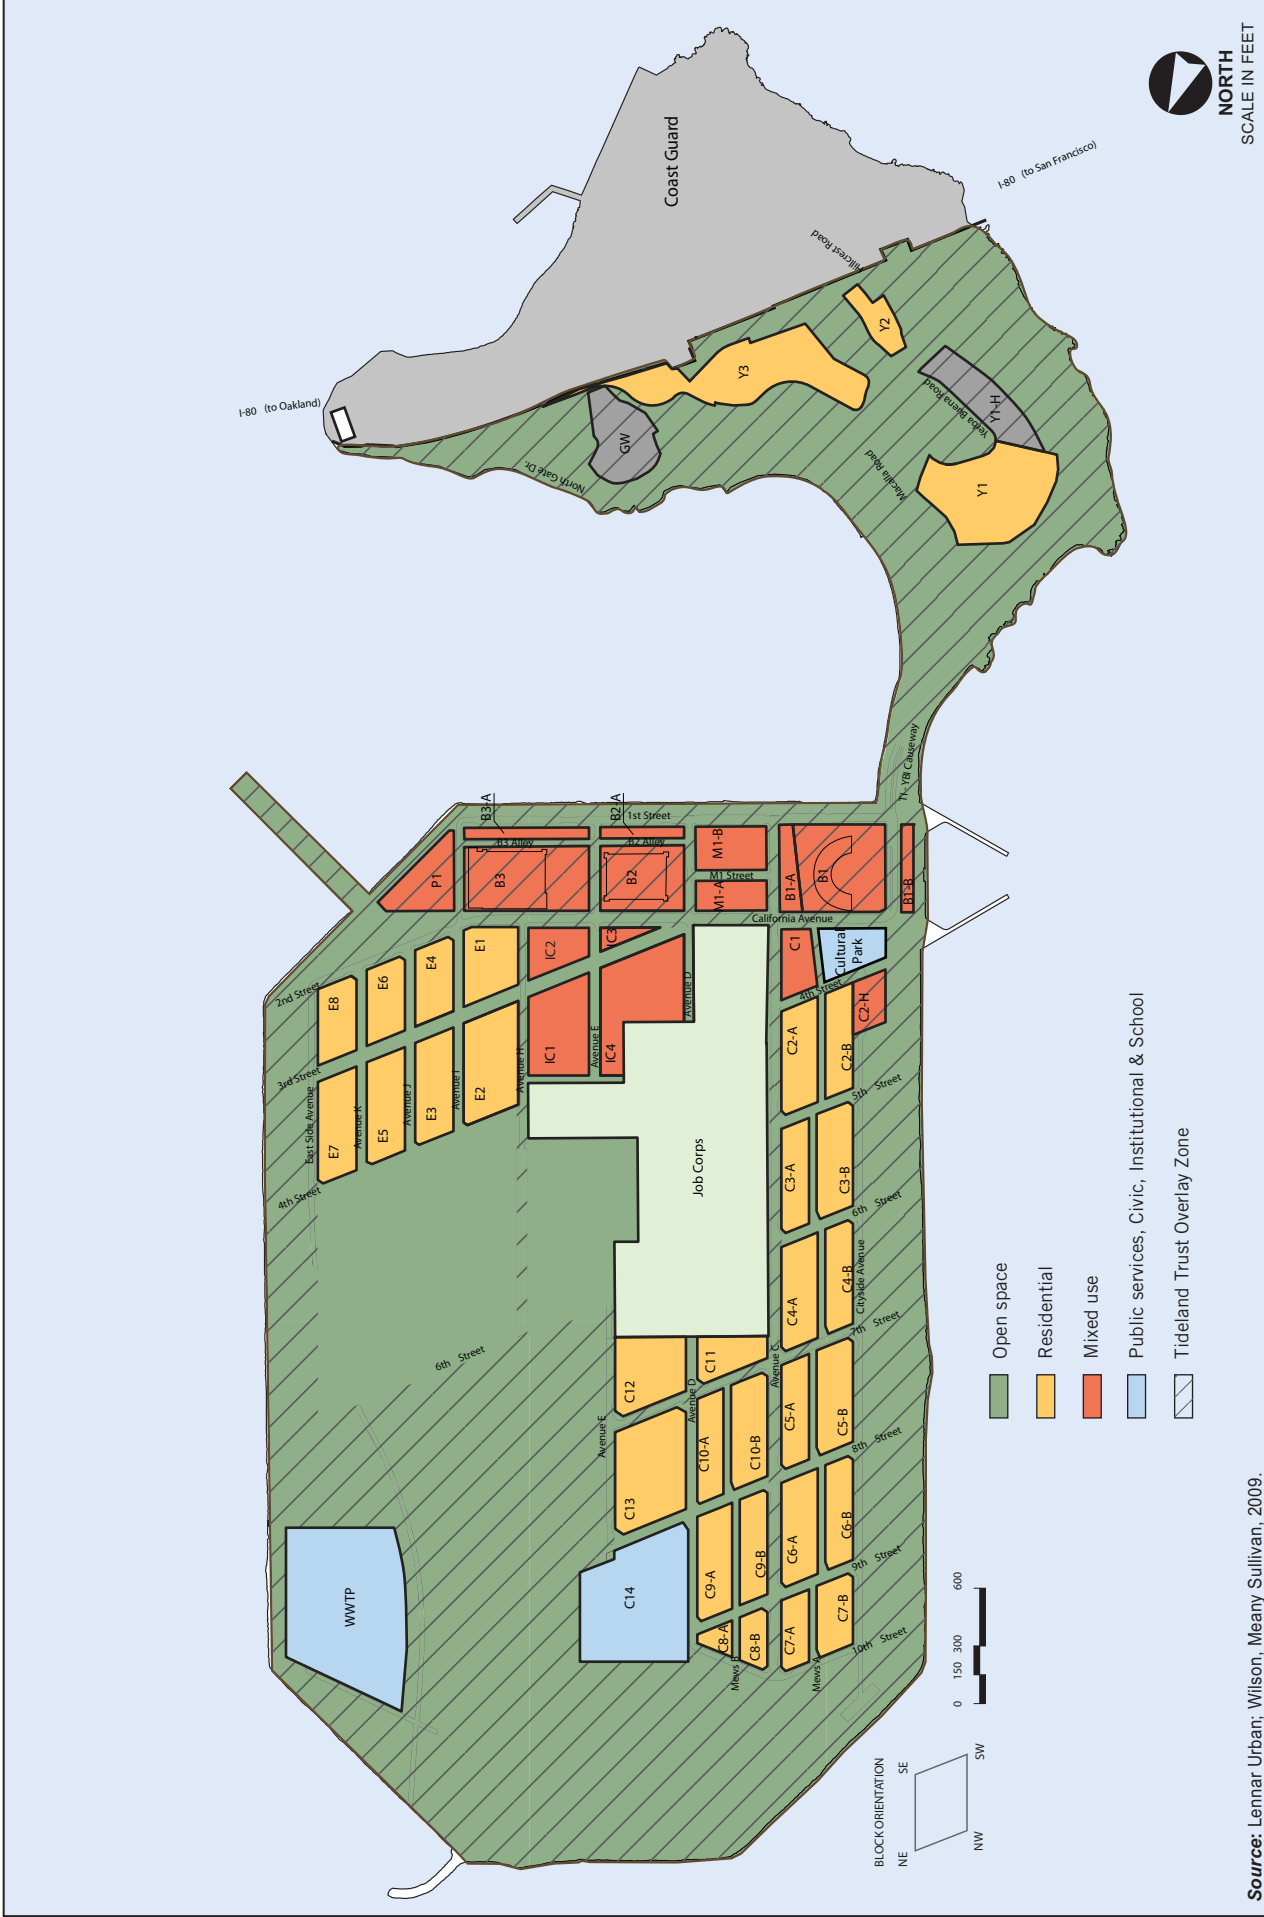 NORTH
SCALE IN FEET
Coast Guard
I-80 (to San Francisco)
I-80 (to Oakland)
Hillcrest Road
Y2
Y3
GW
North Gate Dr.
Yerba Buena Road
Y1-H
Macalla Road
Y1
TI - YBI Causeway
B3-A
B2-A
1st Street
B3 Alley
B2 Alley
P1
B3
B2
M1-B
M1 Street
M1-A
B1-A
B1
B1-B
California Avenue
2nd Street
E8
E6
E4
E1
IC2
IC3
C1
Cultural
Park
4th Street
C2-H
3rd Street
East Side Avenue
E7
Avenue K
E5
Avenue J
E3
Avenue I
E2
Avenue H
IC1
Avenue E
IC4
Avenue D
C2-A
C2-B
5th Street
4th Street
Job Corps
C3-A
C3-B
6th Street
C4-A
C4-B
Cityside Avenue
7th Street
6th Street
C12
C11
Avenue C
Avenue D
Avenue E
C13
C10-A
C10-B
C5-A
C5-B
8th Street
WWTP
C14
C9-A
C9-B
C6-A
C6-B
9th Street
C8-A
C8-B
C7-A
C7-B
Mews B
Mews A
10th Street
Open space
Residential
Mixed use
Public services, Civic, Institutional & School
Tideland Trust Overlay Zone
0 150 300 600
BLOCK ORIENTATION
NE SE
NW SW
Source: Lennar Urban; Wilson, Meany Sullivan, 2009.